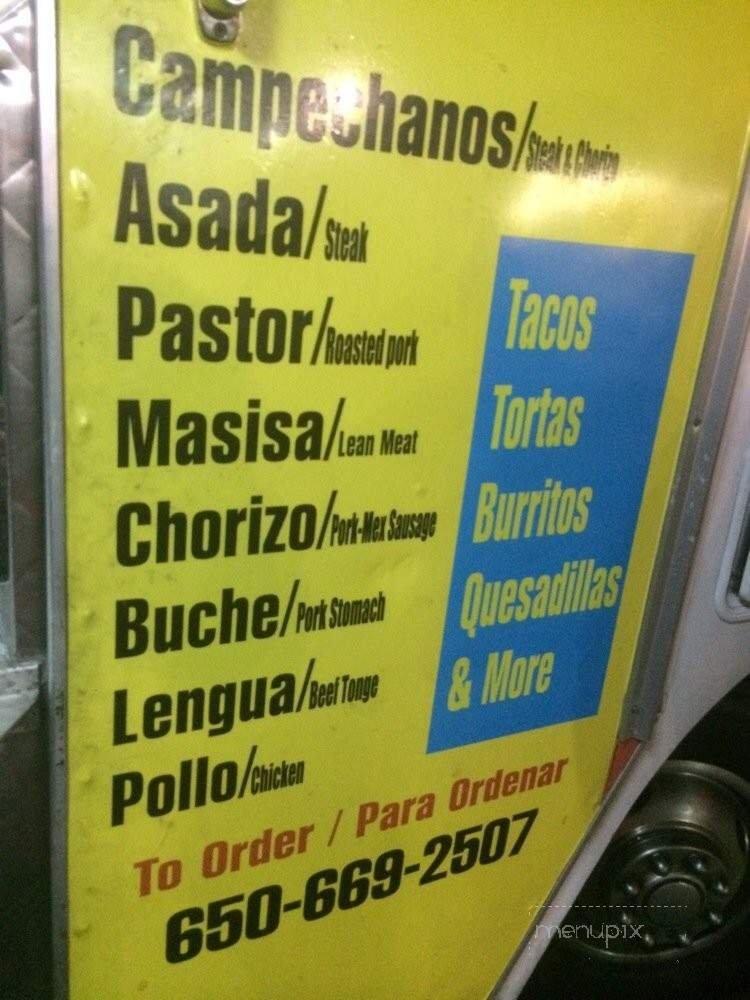 Campechanos/Steak & Chorizo
Asada/Steak
Pastor/Roasted pork
Masisa/Lean Meat
Chorizo/Pork-Mex Sausage
Buche/Pork Stomach
Lengua/Beef Tonge
Pollo/Chicken
Tacos
Tortas
Burritos
Quesadillas
& More
To Order / Para Ordenar
650-669-2507
menupix